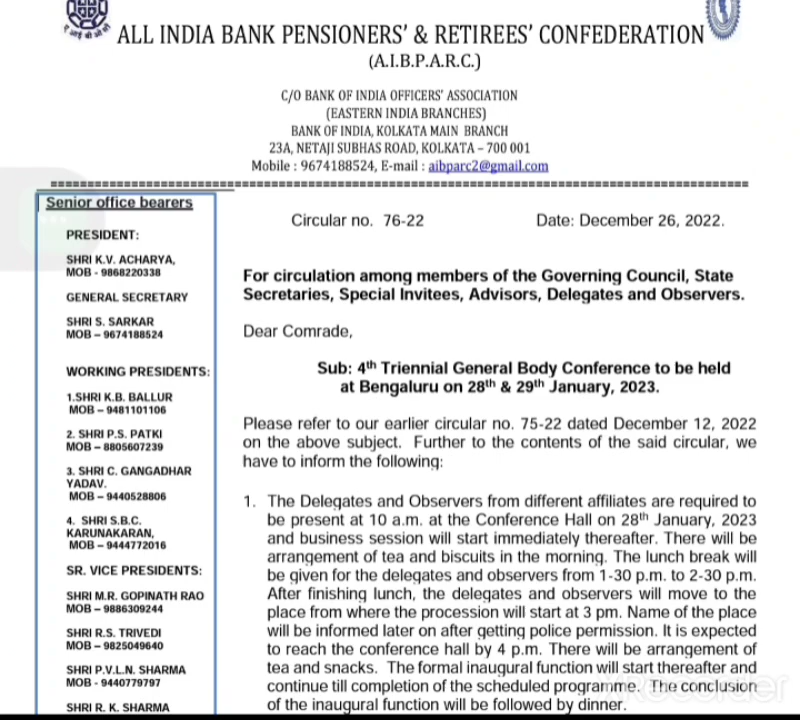 ALL INDIA BANK PENSIONERS' & RETIREES' CONFEDERATION
(A.I.B.P.A.R.C.)
C/O BANK OF INDIA OFFICERS' ASSOCIATION
(EASTERN INDIA BRANCHES)
BANK OF INDIA, KOLKATA MAIN BRANCH
23A, NETAJI SUBHAS ROAD, KOLKATA – 700 001
Mobile : 9674188524, E-mail : aibparc2@gmail.com
Senior office bearers
PRESIDENT:
SHRI K.V. ACHARYA,
MOB - 9868220338
GENERAL SECRETARY
SHRI S. SARKAR
MOB – 9674188524
WORKING PRESIDENTS:
1.SHRI K.B. BALLUR
MOB – 9481101106
2. SHRI P.S. PATKI
MOB – 8805607239
3. SHRI C. GANGADHAR
YADAV.
MOB – 9440528806
4. SHRI S.B.C.
KARUNAKARAN,
MOB – 9444772016
SR. VICE PRESIDENTS:
SHRI M.R. GOPINATH RAO
MOB – 9886309244
SHRI R.S. TRIVEDI
MOB – 9825049640
SHRI P.V.L.N. SHARMA
MOB - 9440779797
SHRI R. K. SHARMA
Circular no. 76-22 Date: December 26, 2022.
For circulation among members of the Governing Council, State
Secretaries, Special Invitees, Advisors, Delegates and Observers.
Dear Comrade,
Sub: 4th Triennial General Body Conference to be held
at Bengaluru on 28th & 29th January, 2023.
Please refer to our earlier circular no. 75-22 dated December 12, 2022
on the above subject. Further to the contents of the said circular, we
have to inform the following:
1. The Delegates and Observers from different affiliates are required to
be present at 10 a.m. at the Conference Hall on 28th January, 2023
and business session will start immediately thereafter. There will be
arrangement of tea and biscuits in the morning. The lunch break will
be given for the delegates and observers from 1-30 p.m. to 2-30 p.m.
After finishing lunch, the delegates and observers will move to the
place from where the procession will start at 3 pm. Name of the place
will be informed later on after getting police permission. It is expected
to reach the conference hall by 4 p.m. There will be arrangement of
tea and snacks. The formal inaugural function will start thereafter and
continue till completion of the scheduled programme. The conclusion
of the inaugural function will be followed by dinner.
XRecorder